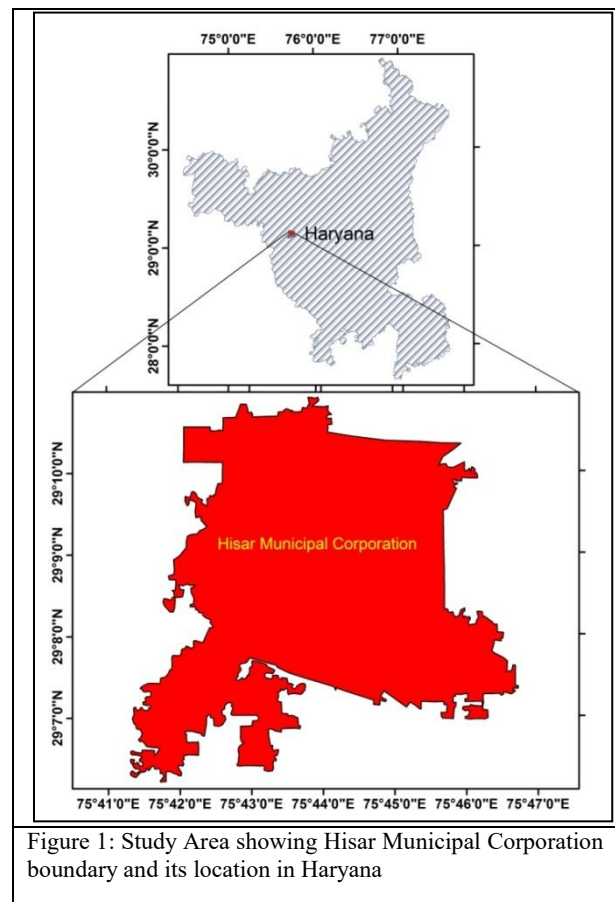 75°0'0"E 76°0'0"E 77°0'0"E
30°0'0"N
29°0'0"N
28°0'0"N
Haryana
29°10'0"N
29°9'0"N
29°8'0"N
29°7'0"N
Hisar Municipal Corporation
75°41'0"E 75°42'0"E 75°43'0"E 75°44'0"E 75°45'0"E 75°46'0"E 75°47'0"E
Figure 1: Study Area showing Hisar Municipal Corporation
boundary and its location in Haryana